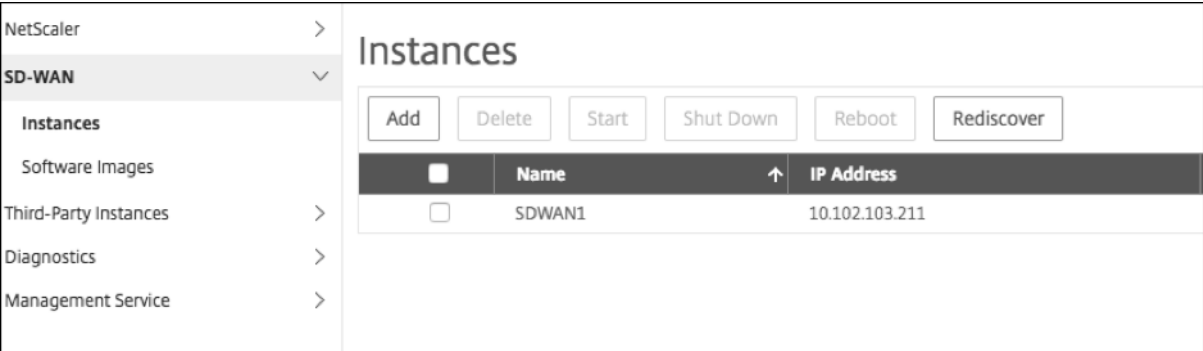 NetScaler
SD-WAN
Instances
Software Images
Third-Party Instances
Diagnostics
Management Service
Instances
Add Delete Start Shut Down Reboot Rediscover
Name IP Address
SDWAN1 10.102.103.211